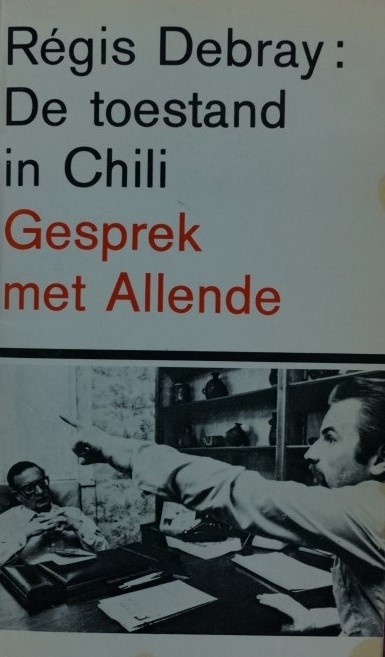 Régis Debray:
De toestand
in Chili
Gesprek
met Allende